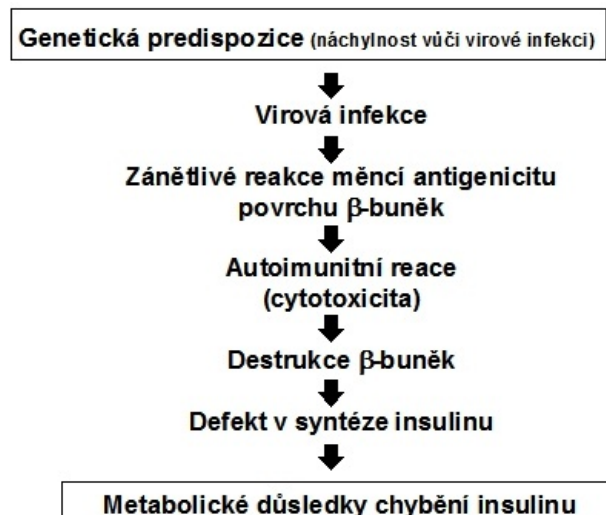 Genetická predispozice (náchylnost vůči virové infekci)
Virová infekce
Zánětlivé reakce měncí antigenicitu
povrchu β-buněk
Autoimunitní reace
(cytotoxicita)
Destrukce β-buněk
Defekt v syntéze insulinu
Metabolické důsledky chybění insulinu